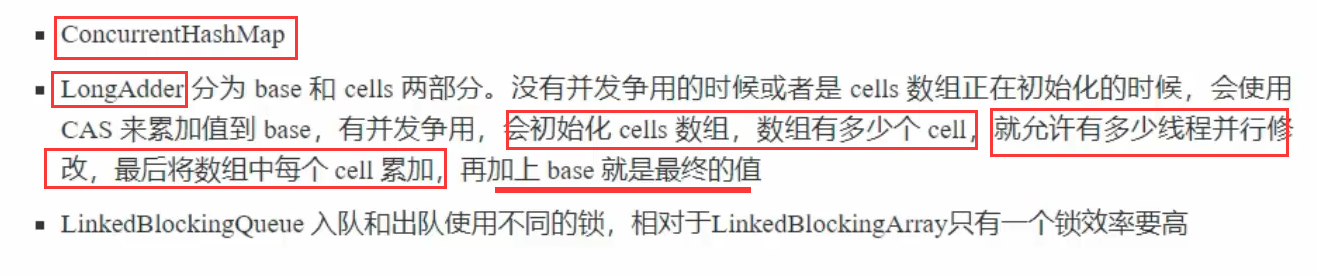 ▪ ConcurrentHashMap
▪ LongAdder 分为 base 和 cells 两部分。没有并发争用的时候或者是 cells 数组正在初始化的时候，会使用
CAS 来累加值到 base，有并发争用，会初始化 cells 数组，数组有多少个 cell，就允许有多少线程并行修
改，最后将数组中每个 cell 累加，再加上 base 就是最终的值
▪ LinkedBlockingQueue 入队和出队使用不同的锁，相对于LinkedBlockingArray只有一个锁效率要高